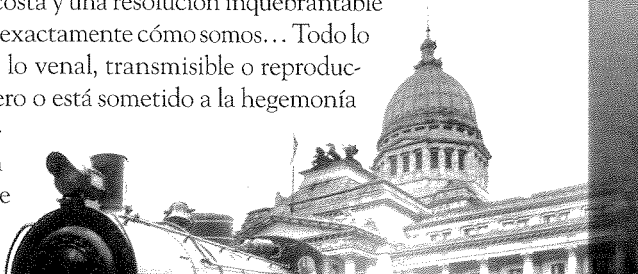 costa y una resolución inquebrantable
exactamente cómo somos... Todo lo
lo venal, transmisible o reproduc-
ero o está sometido a la hegemonía
.
e